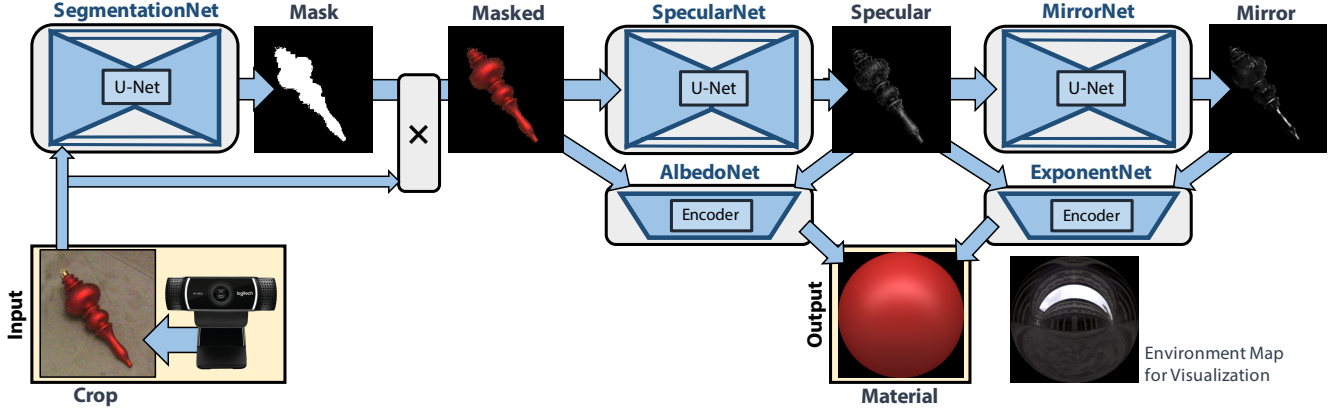 SegmentationNet
Mask
Masked
SpecularNet
Specular
MirrorNet
Mirror
U-Net
U-Net
U-Net
×
AlbedoNet
ExponentNet
Encoder
Encoder
Input
logitech
Crop
Output
Material
Environment Map
for Visualization